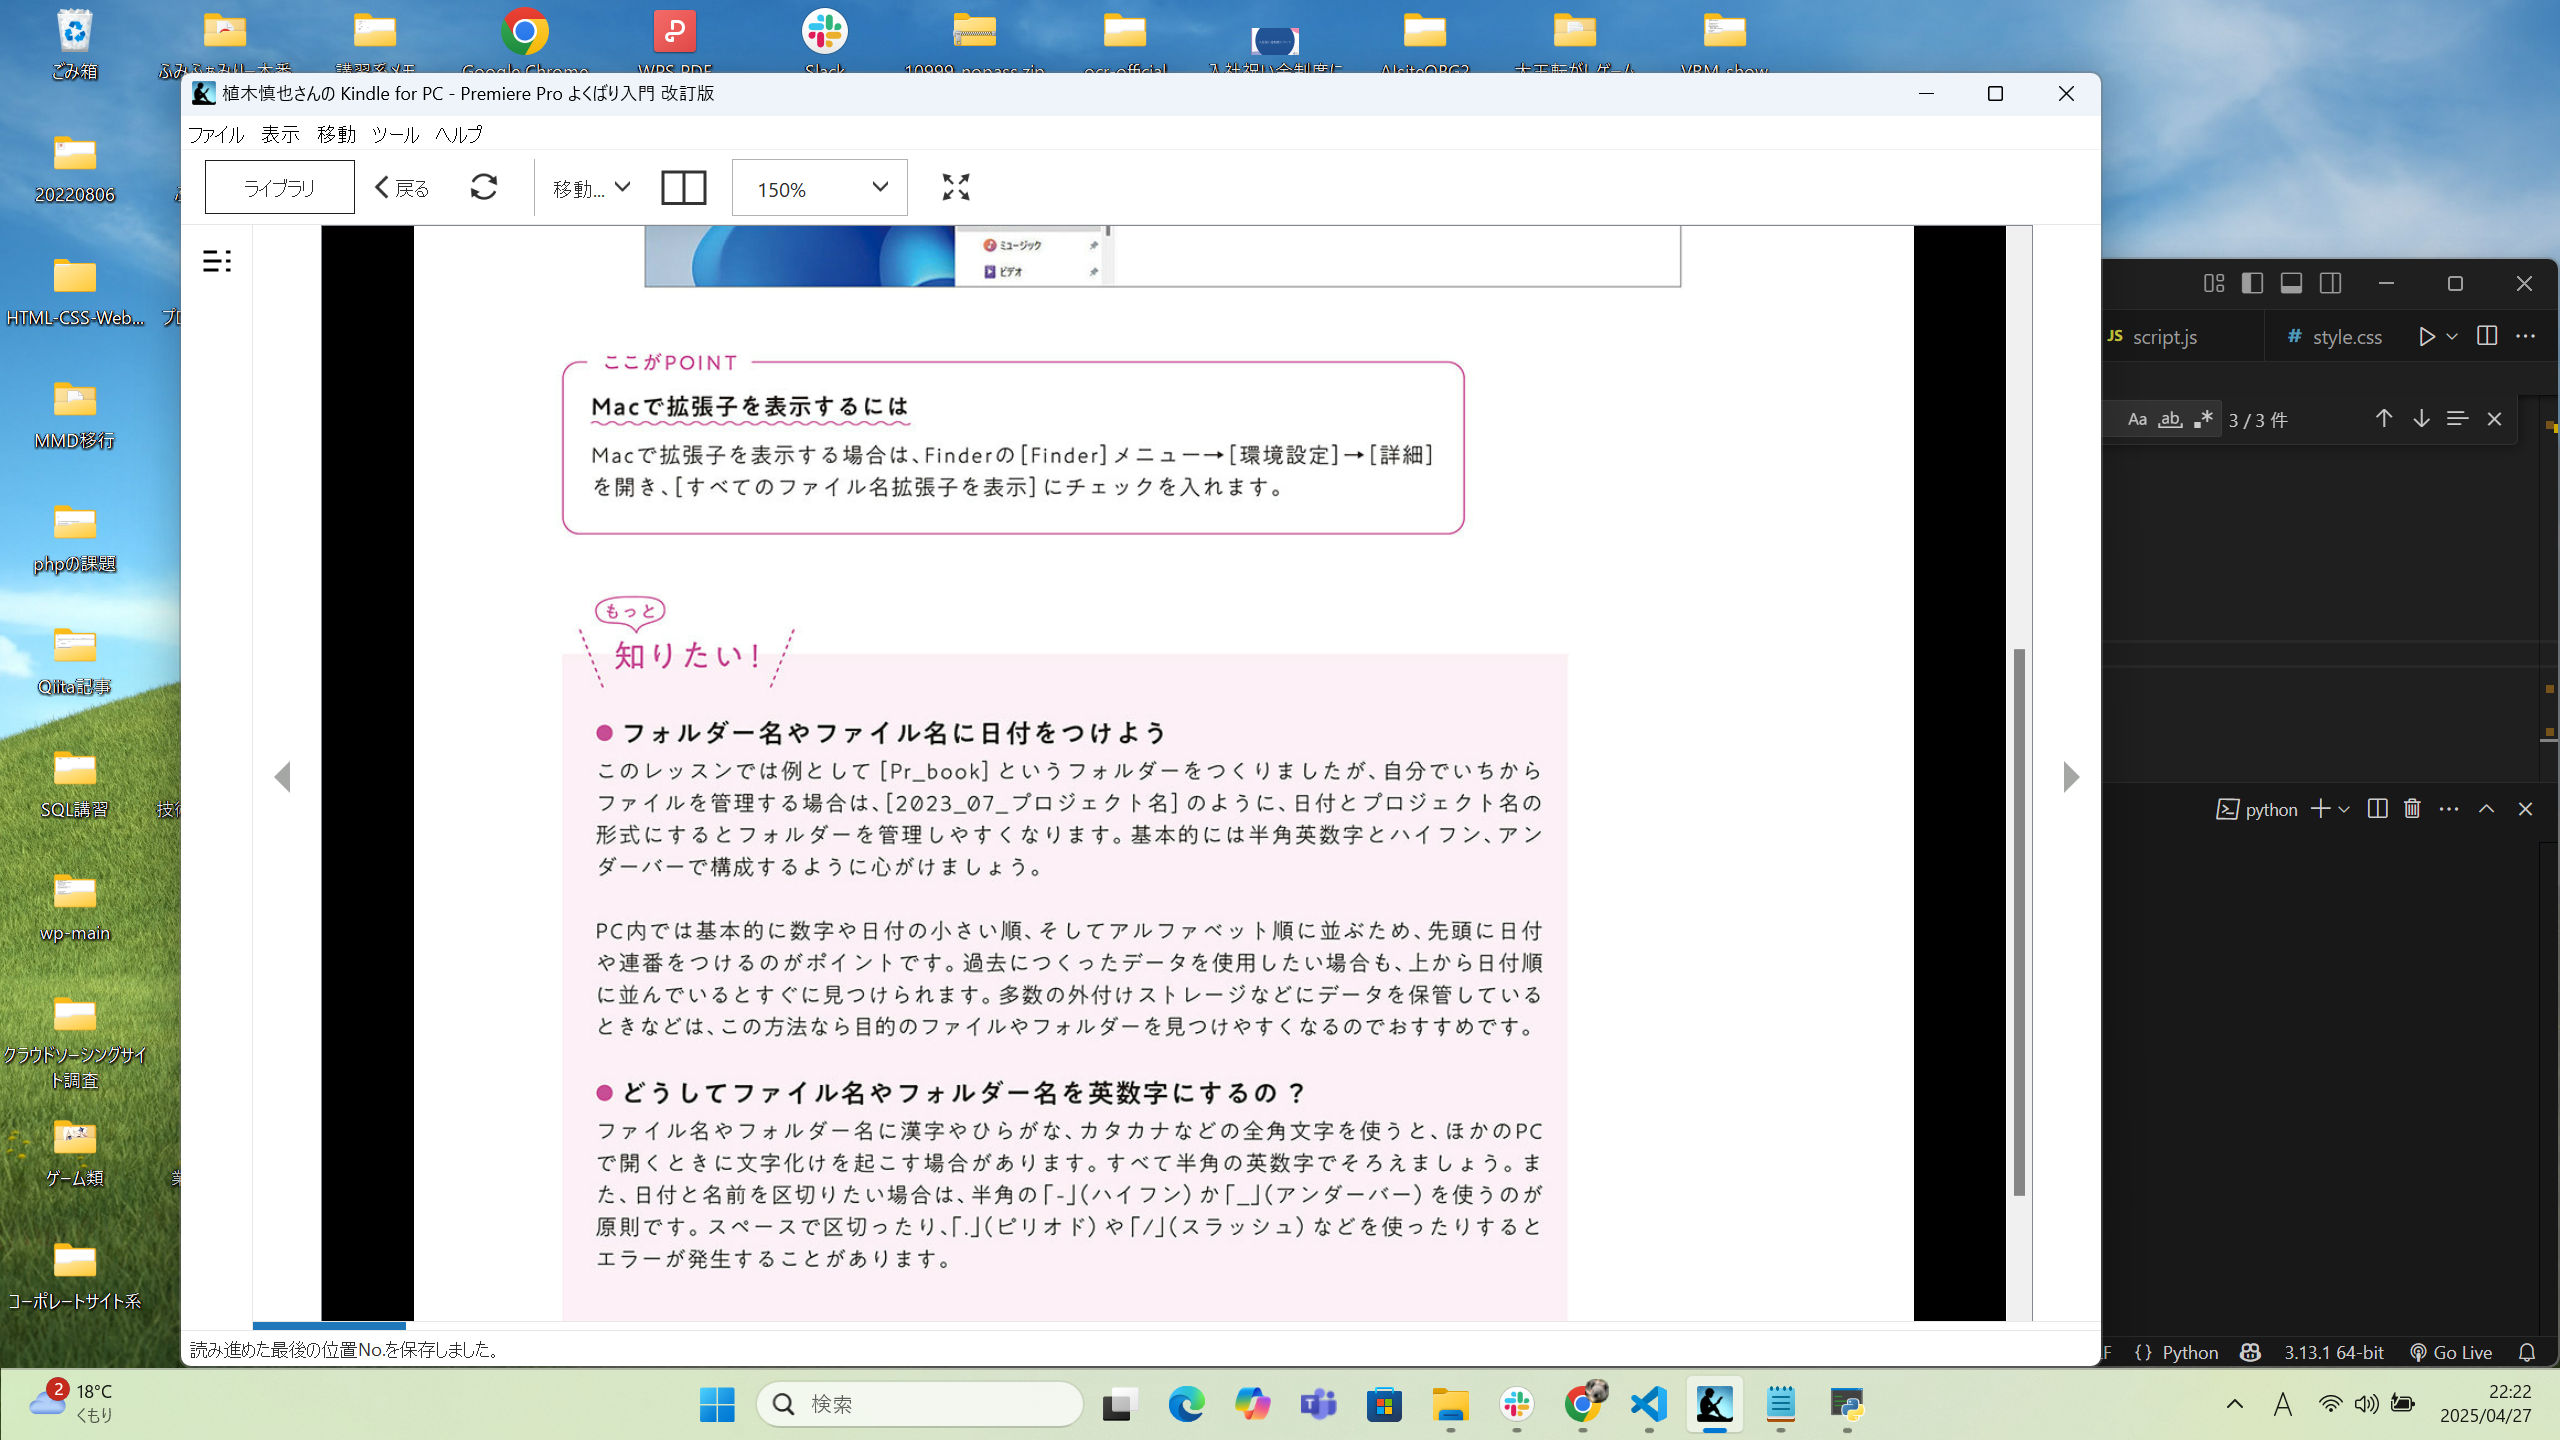 ごみ箱
20220806
HTML-CSS-Web...
MMD移行
phpの課題
Qiita記事
SQL講習
wp-main
クラウドソーシングサイ
ト調査
ゲーム類
コーポレートサイト系
植木慎也さんの Kindle for PC - Premiere Pro よくばり入門 改訂版
ファイル 表示 移動 ツール ヘルプ
ライブラリ 戻る 移動... 150%
ミュージック
ビデオ
ここがPOINT
Macで拡張子を表示するには
Macで拡張子を表示する場合は、Finderの[Finder]メニュー→[環境設定]→[詳細]
を開き、[すべてのファイル名拡張子を表示]にチェックを入れます。
もっと
知りたい!
● フォルダー名やファイル名に日付をつけよう
このレッスンでは例として[Pr_book]というフォルダーをつくりましたが、自分でいちから
ファイルを管理する場合は、[2023_07_プロジェクト名]のように、日付とプロジェクト名の
形式にするとフォルダーを管理しやすくなります。基本的には半角英数字とハイフン、アン
ダーバーで構成するように心がけましょう。
PC内では基本的に数字や日付の小さい順、そしてアルファベット順に並ぶため、先頭に日付
や連番をつけるのがポイントです。過去につくったデータを使用したい場合も、上から日付順
に並んでいるとすぐに見つけられます。多数の外付けストレージなどにデータを保管している
ときなどは、この方法なら目的のファイルやフォルダーを見つけやすくなるのでおすすめです。
● どうしてファイル名やフォルダー名を英数字にするの？
ファイル名やフォルダー名に漢字やひらがな、カタカナなどの全角文字を使うと、ほかのPC
で開くときに文字化けを起こす場合があります。すべて半角の英数字でそろえましょう。ま
た、日付と名前を区切りたい場合は、半角の「-」(ハイフン)か「_」(アンダーバー)を使うのが
原則です。スペースで区切ったり、「.」(ピリオド)や「/」(スラッシュ)などを使ったりすると
エラーが発生することがあります。
読み進めた最後の位置No.を保存しました。
JS script.js # style.css
Aa ab 3 / 3 件
python
{} Python 3.13.1 64-bit Go Live
2 18°C
くもり
検索
A
22:22
2025/04/27